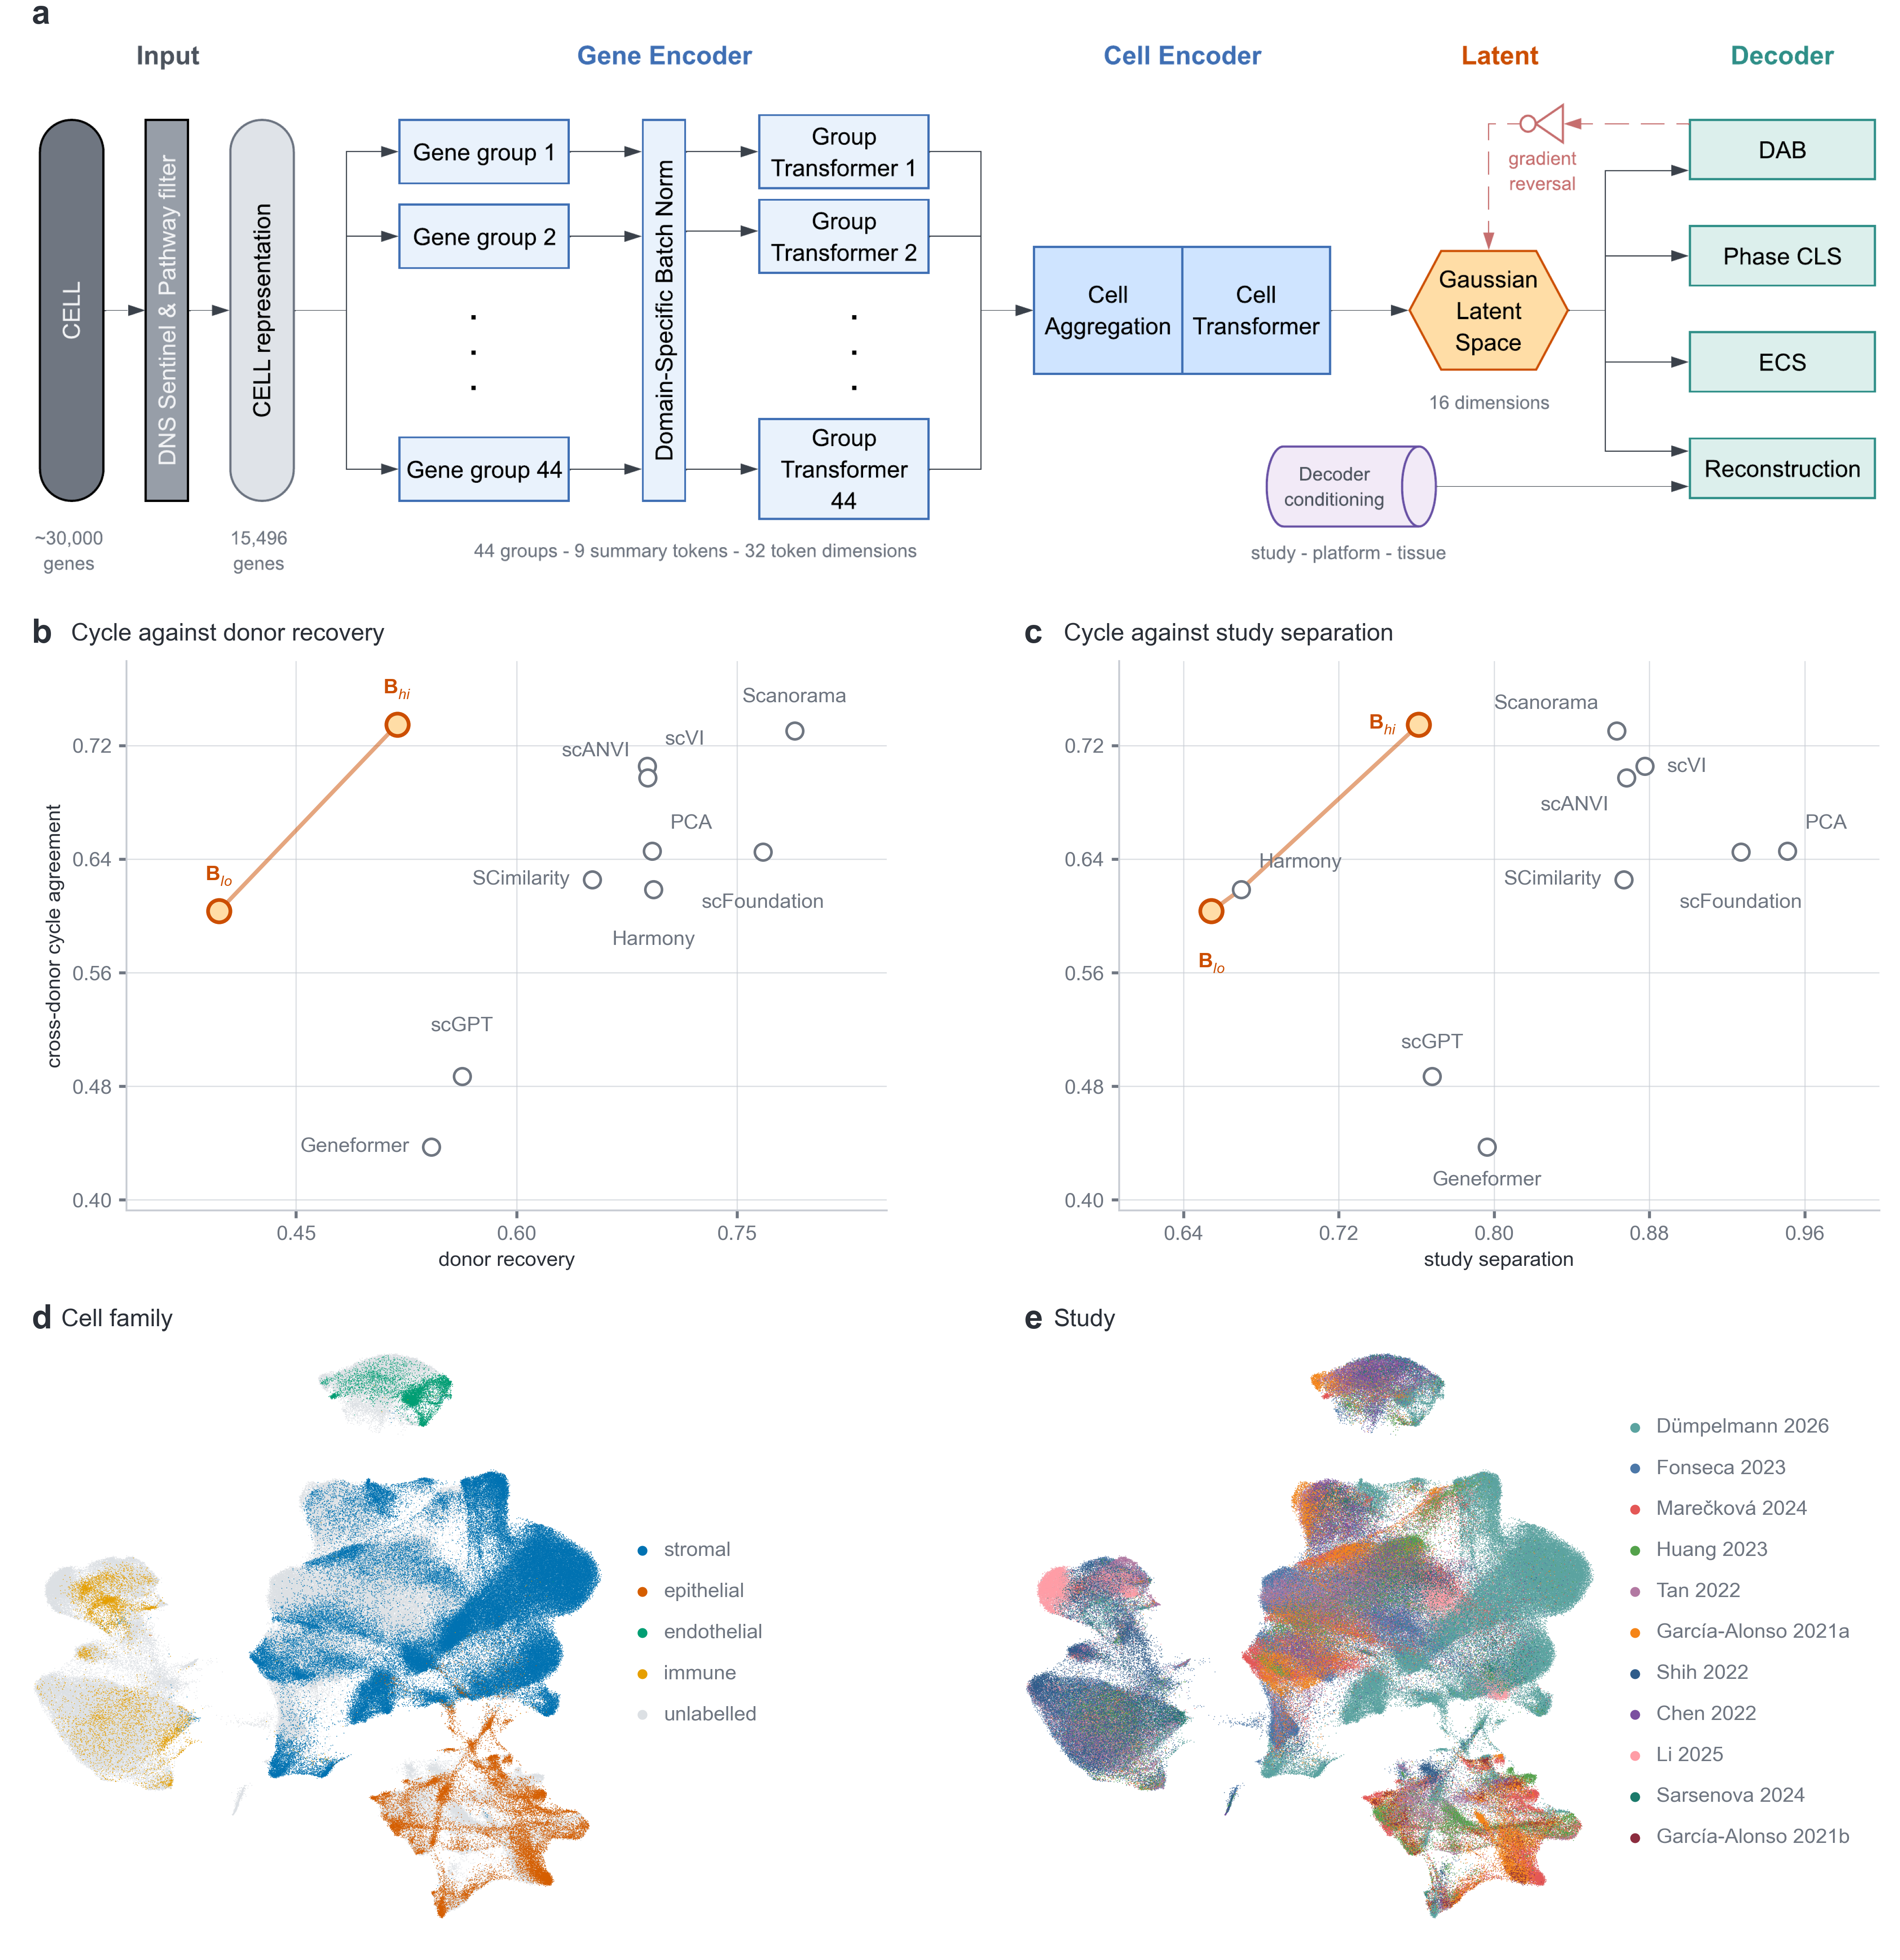 a
Input
Gene Encoder
Cell Encoder
Latent
Decoder
CELL
DNS Sentinel & Pathway filter
CELL representation
~30,000
genes
15,496
genes
Gene group 1
Gene group 2
.
.
.
Gene group 44
Domain-Specific Batch Norm
Group
Transformer 1
Group
Transformer 2
.
.
.
Group
Transformer
44
44 groups - 9 summary tokens - 32 token dimensions
Cell
Aggregation
Cell
Transformer
gradient
reversal
Gaussian
Latent
Space
16 dimensions
Decoder
conditioning
study - platform - tissue
DAB
Phase CLS
ECS
Reconstruction
b Cycle against donor recovery
cross-donor cycle agreement
0.72
0.64
0.56
0.48
0.40
Bhi
Blo
Scanorama
scVI
scANVI
PCA
SCimilarity
scFoundation
Harmony
scGPT
Geneformer
0.45
0.60
0.75
donor recovery
c Cycle against study separation
0.72
0.64
0.56
0.48
0.40
Scanorama
Bhi
scVI
scANVI
PCA
Harmony
SCimilarity
scFoundation
Blo
scGPT
Geneformer
0.64
0.72
0.80
0.88
0.96
study separation
d Cell family
stromal
epithelial
endothelial
immune
unlabelled
e Study
Dümpelmann 2026
Fonseca 2023
Marečková 2024
Huang 2023
Tan 2022
García-Alonso 2021a
Shih 2022
Chen 2022
Li 2025
Sarsenova 2024
García-Alonso 2021b